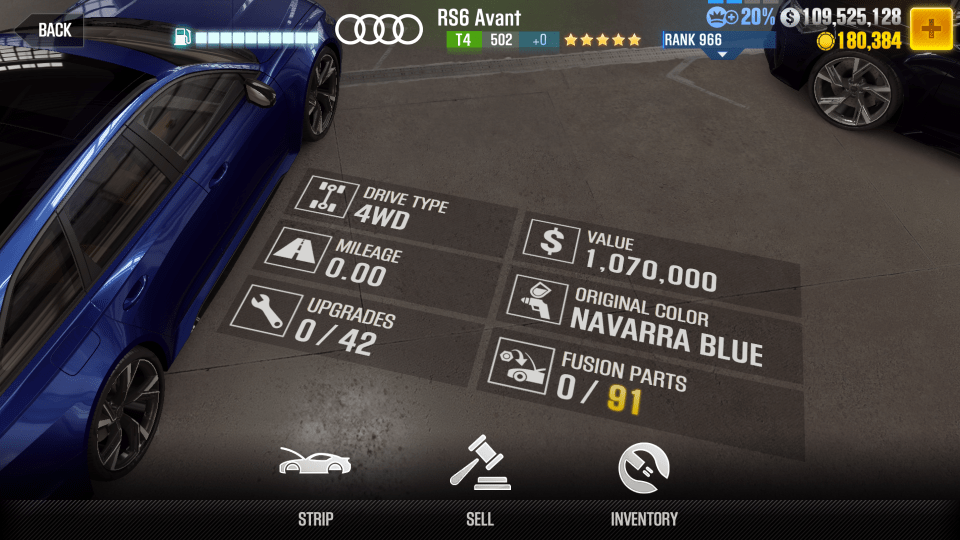 BACK
RS6 Avant
T4 502 +0
20%
109,525,128
RANK 966
180,384
DRIVE TYPE
4WD
MILEAGE
0.00
UPGRADES
0 / 42
VALUE
1,070,000
ORIGINAL COLOR
NAVARRA BLUE
FUSION PARTS
0 / 91
STRIP
SELL
INVENTORY